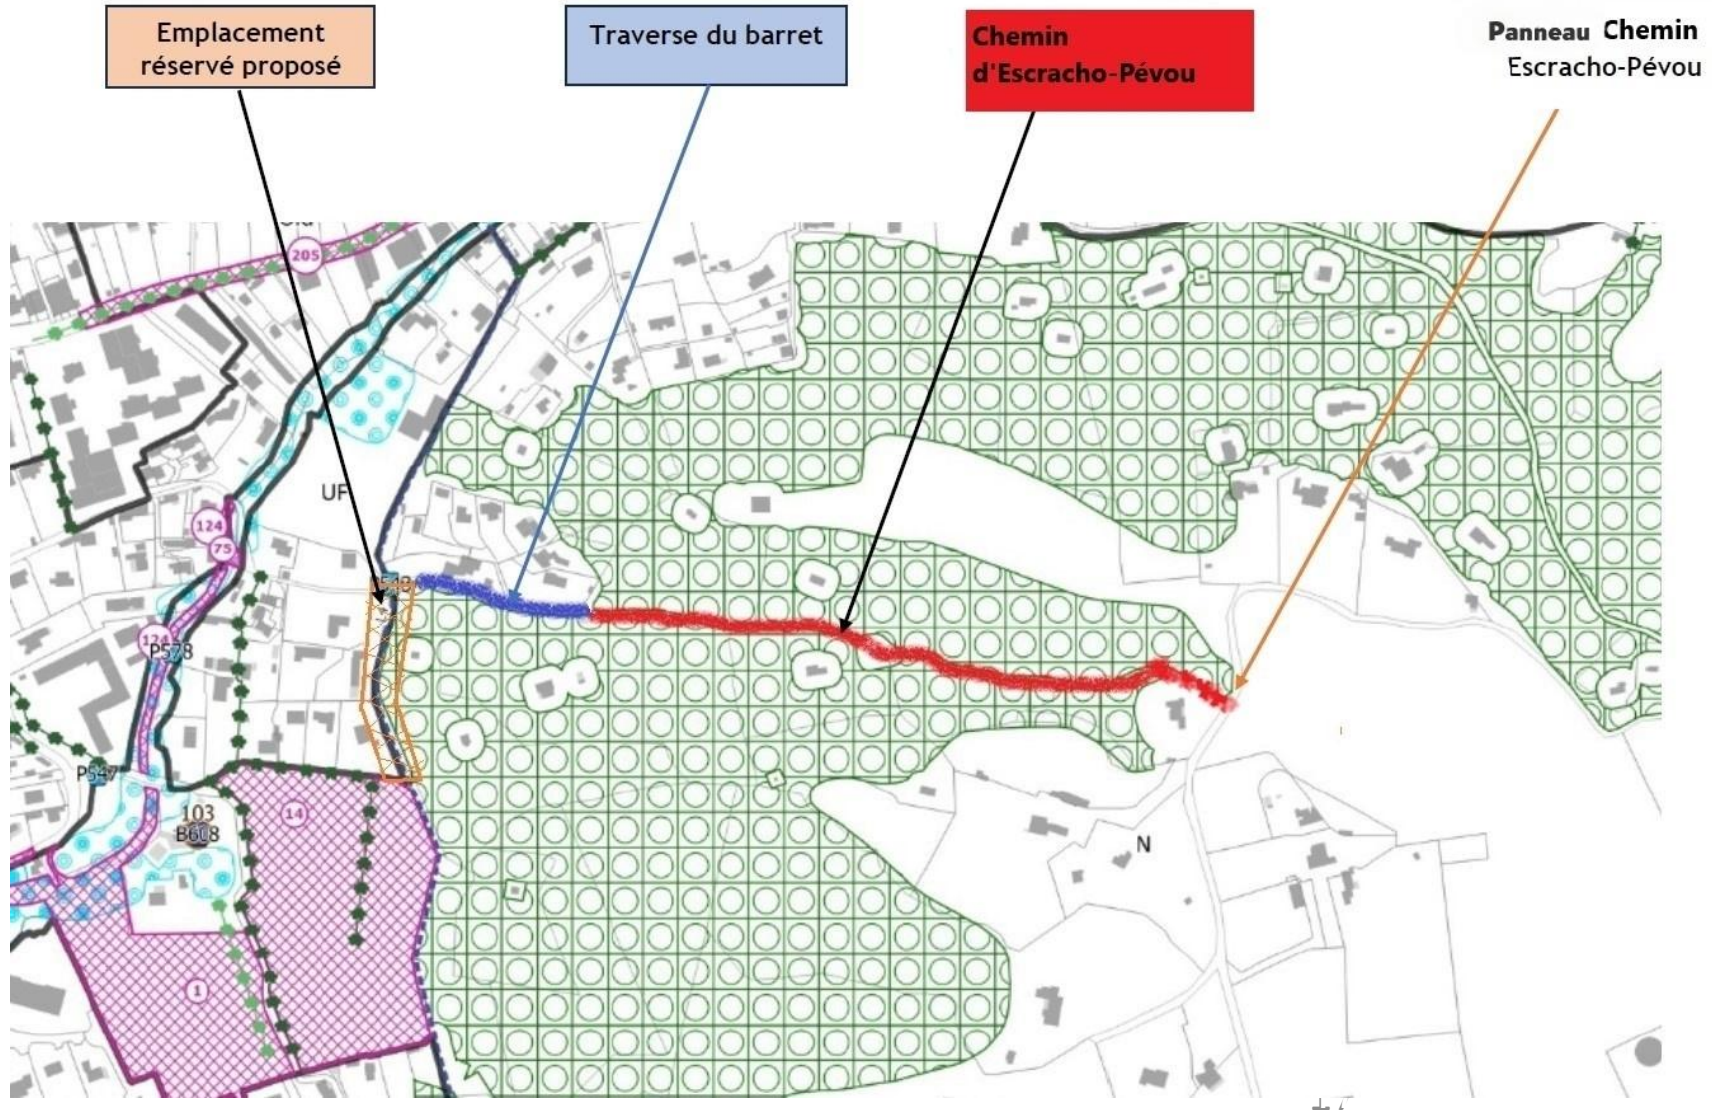 Emplacement
réservé proposé
Traverse du barret
Chemin
d'Escracho-Pévou
Panneau Chemin
Escracho-Pévou
205
UF
124
75
124
P578
P547
14
103
B608
N
1